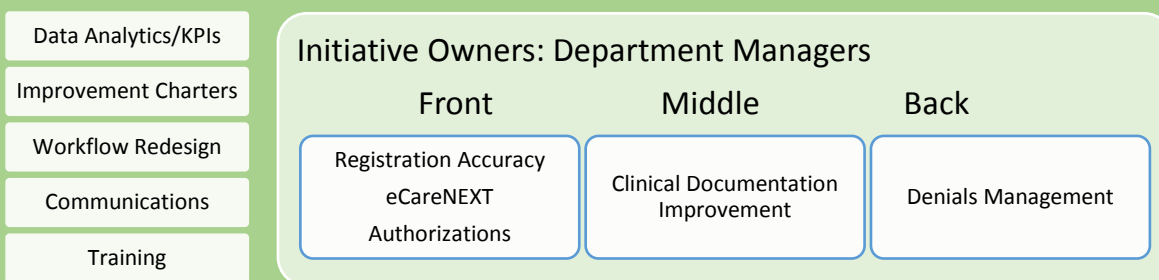 Data Analytics/KPIs
Improvement Charters
Workflow Redesign
Communications
Training
Initiative Owners: Department Managers
Front Middle Back
Registration Accuracy
eCareNEXT
Authorizations
Clinical Documentation
Improvement
Denials Management